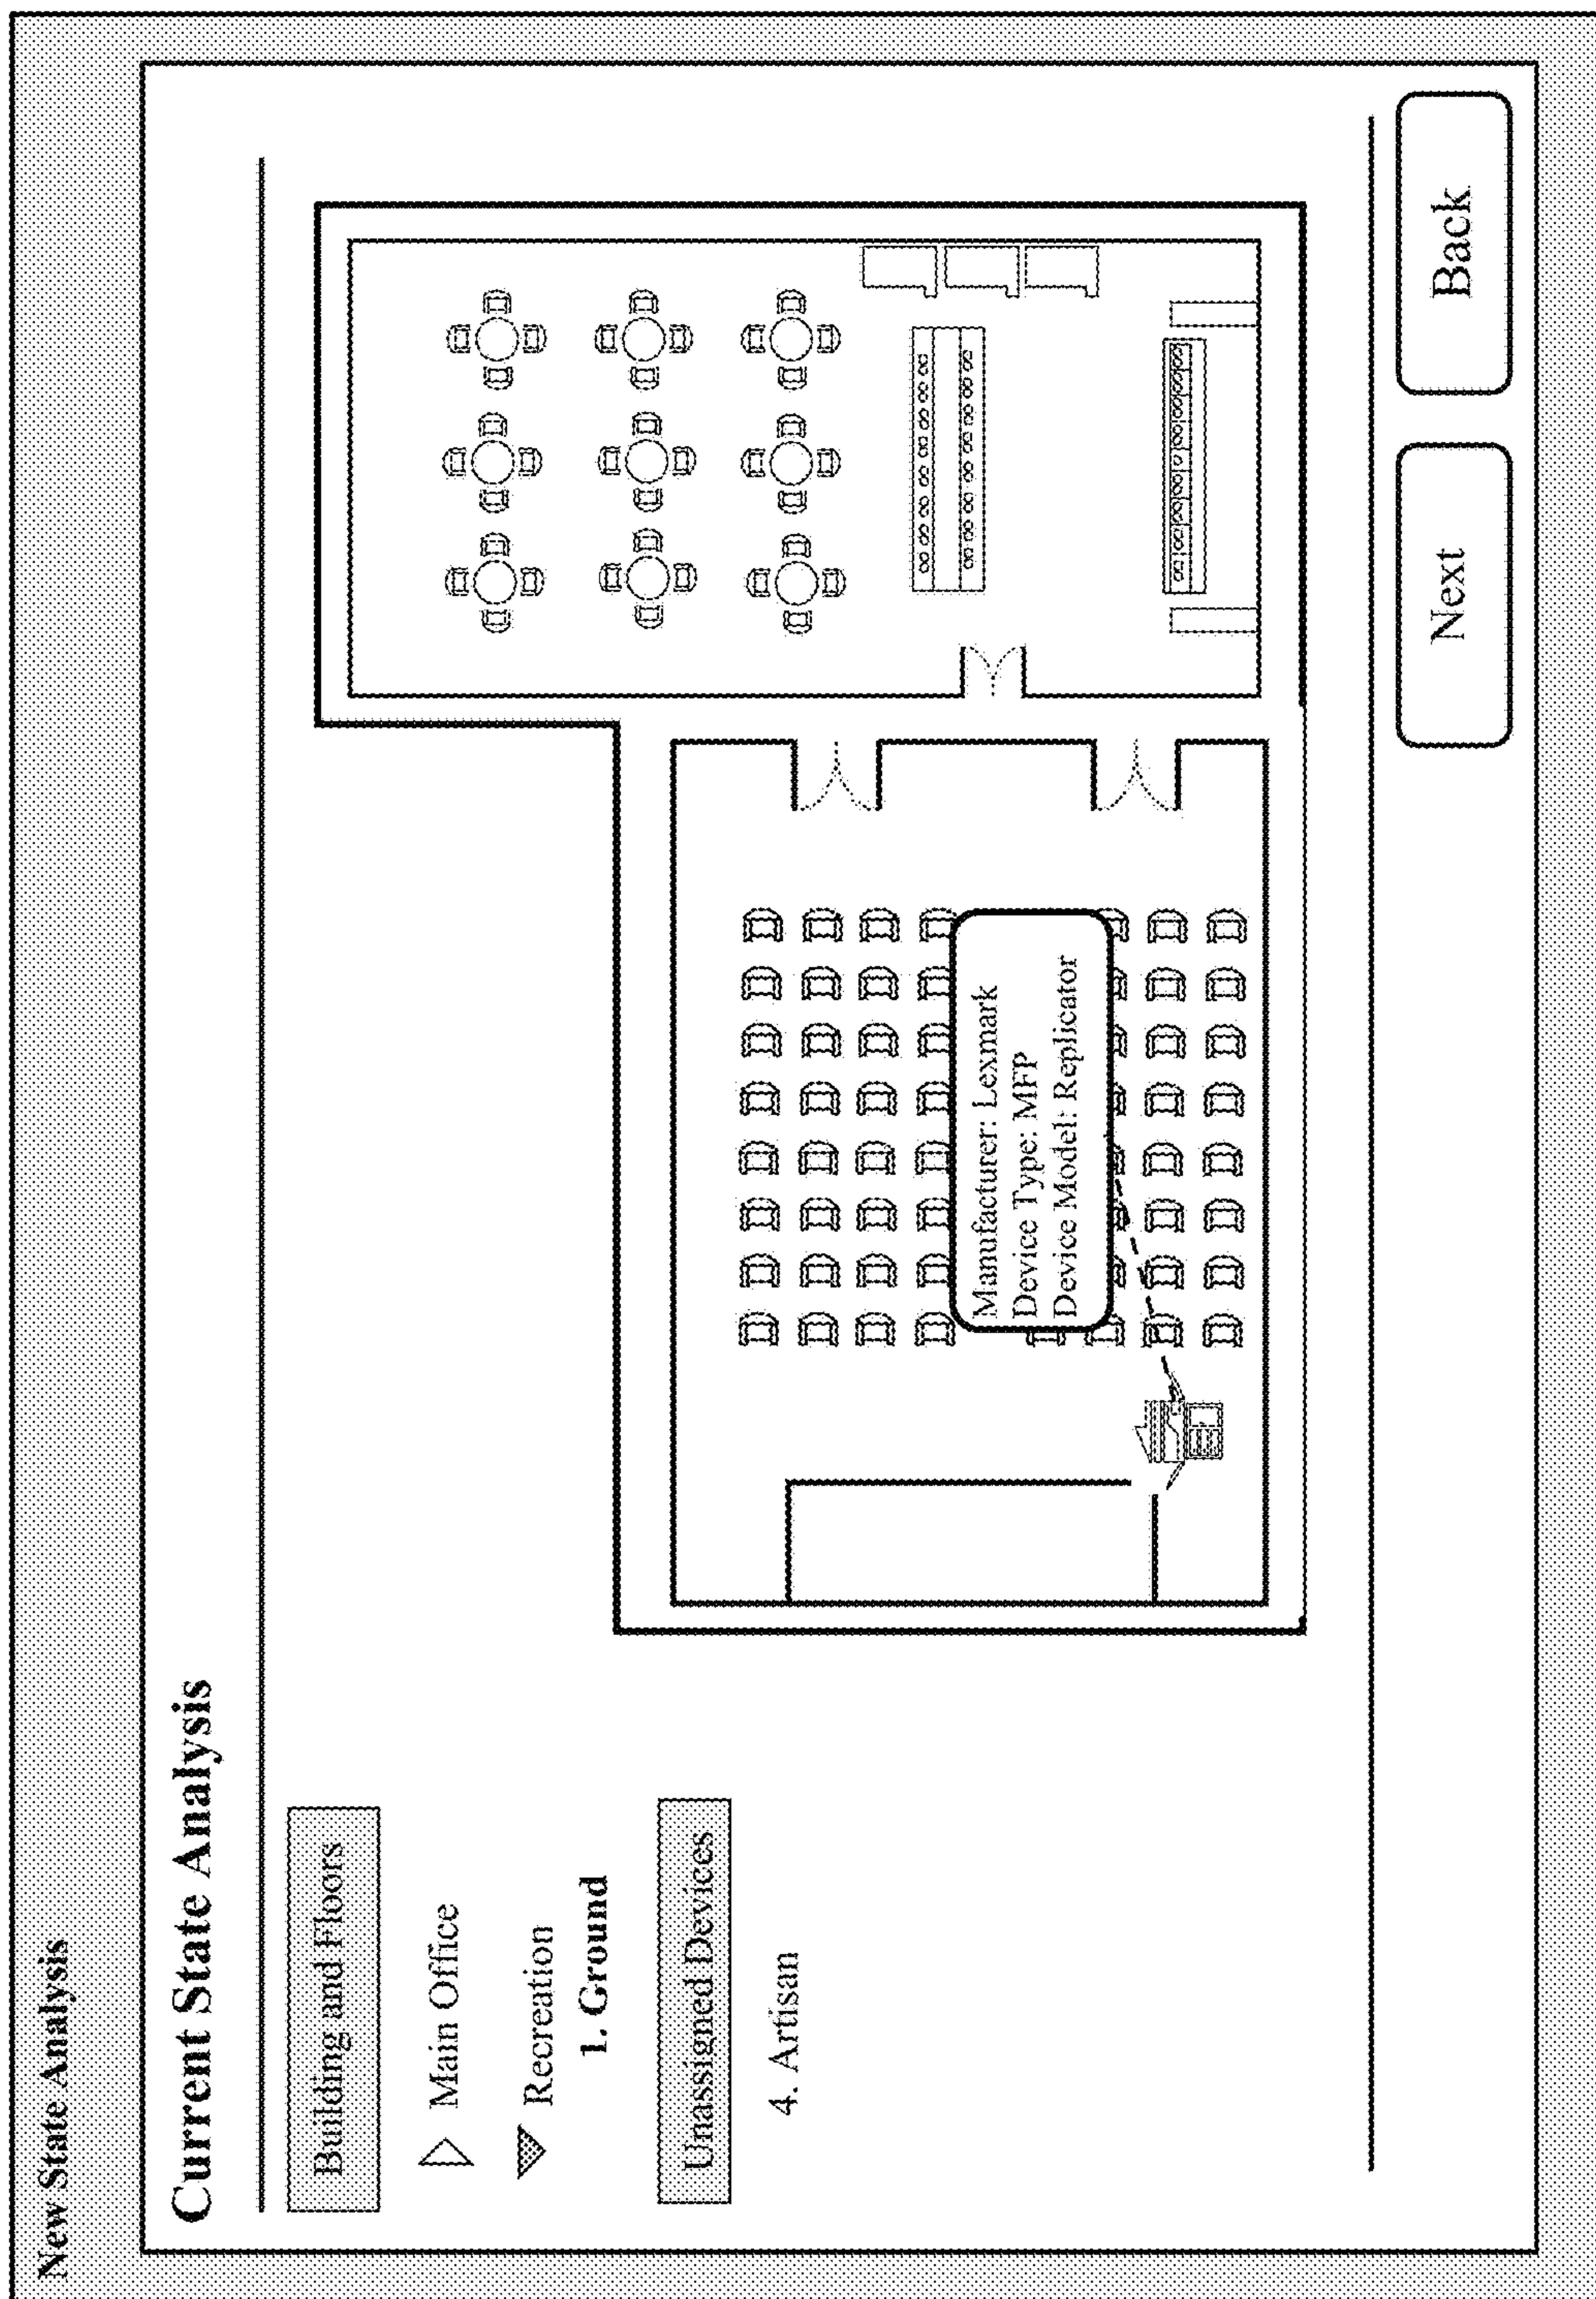 New State Analysis
Current State Analysis
Building and Floors
Main Office
Recreation
1. Ground
Unassigned Devices
4. Artisan
Manufacturer: Lexmark
Device Type: MFP
Device Model: Replicator
Next
Back